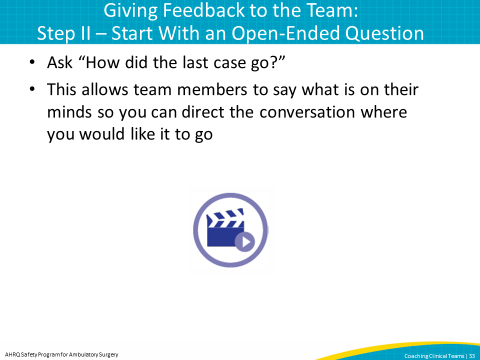 Giving Feedback to the Team:
Step II – Start With an Open-Ended Question
• Ask “How did the last case go?”
• This allows team members to say what is on their
minds so you can direct the conversation where
you would like it to go
AHRQ Safety Program for Ambulatory Surgery
Coaching Clinical Teams | 33